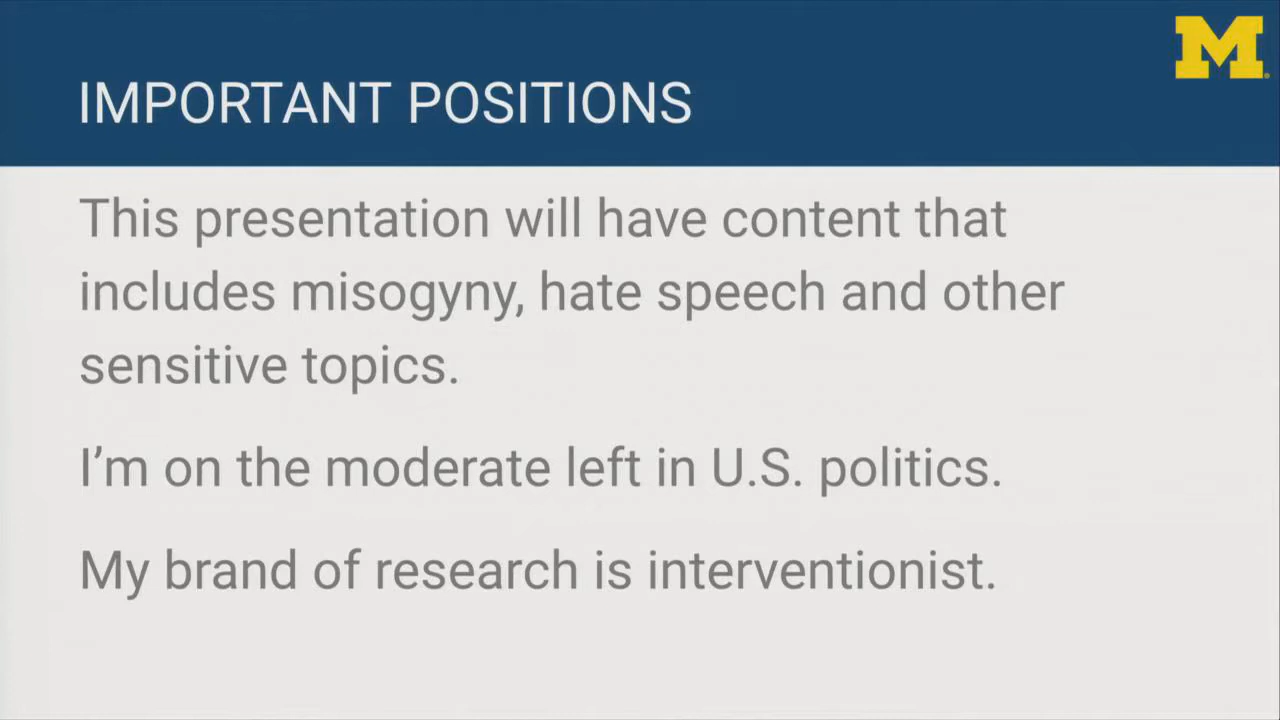 M
IMPORTANT POSITIONS
This presentation will have content that
includes misogyny, hate speech and other
sensitive topics.
I'm on the moderate left in U.S. politics.
My brand of research is interventionist.